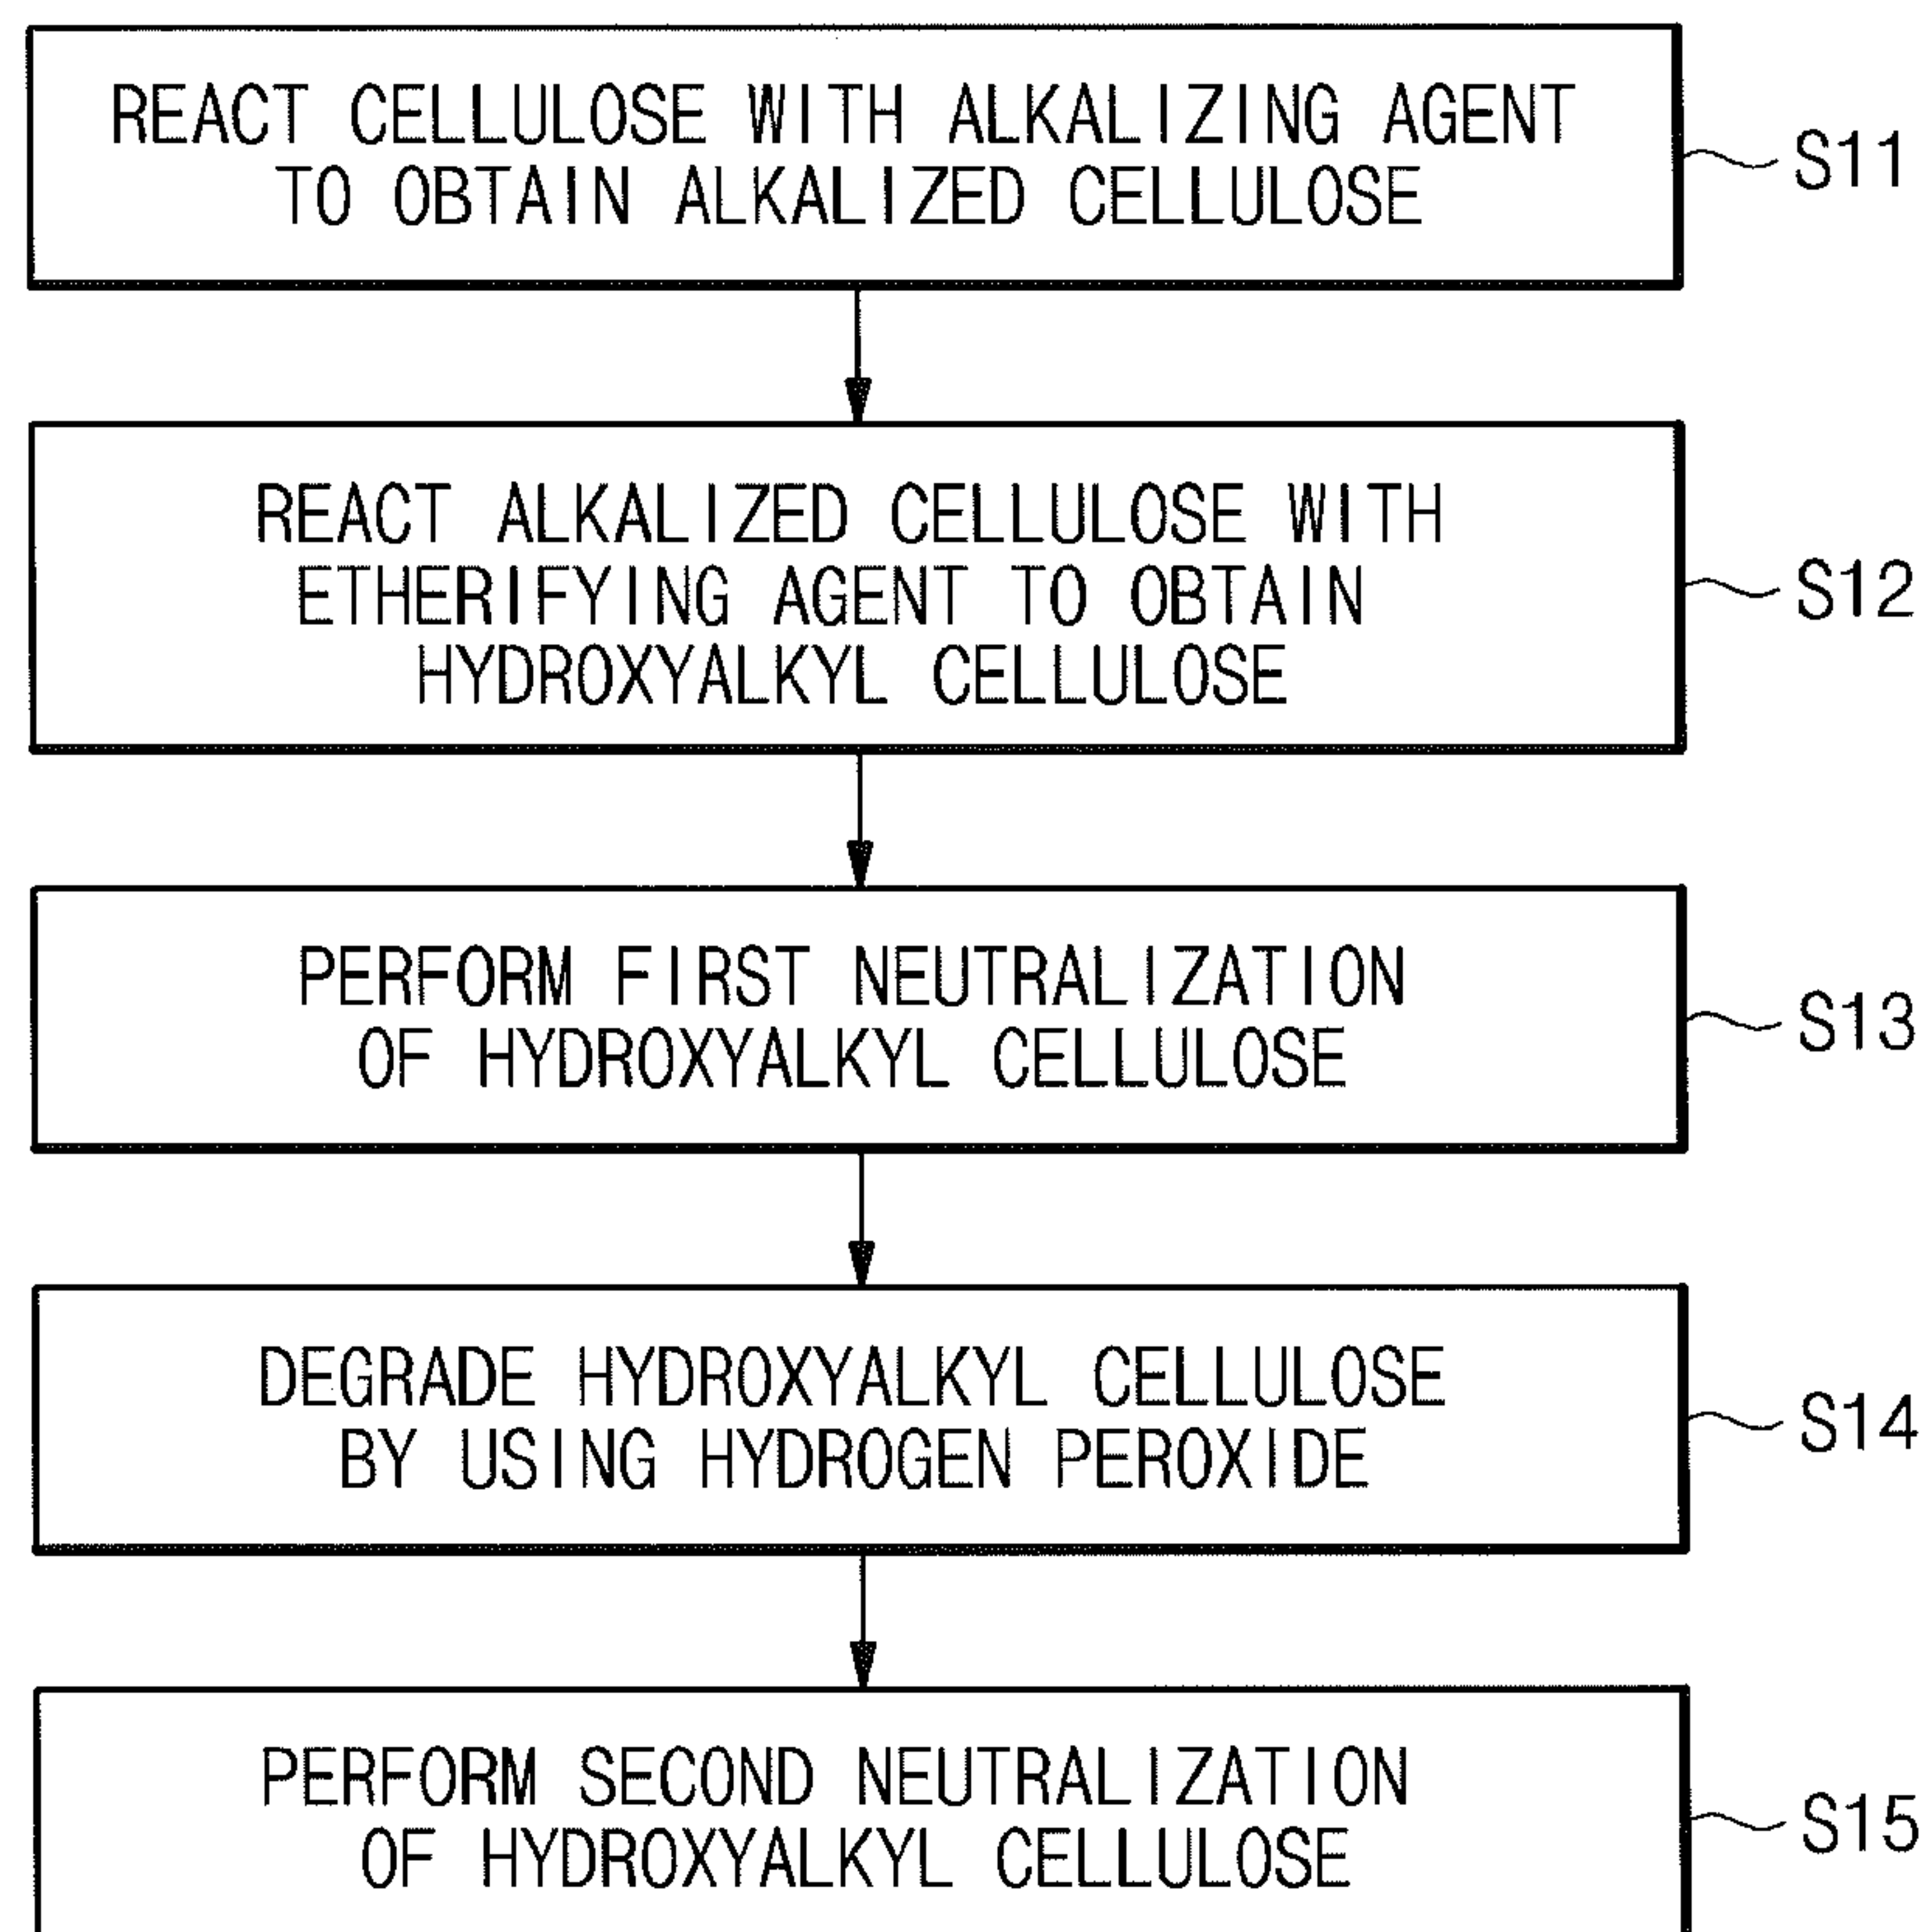 REACT CELLULOSE WITH ALKALIZING AGENT
TO OBTAIN ALKALIZED CELLULOSE
S11
REACT ALKALIZED CELLULOSE WITH
ETHERIFYING AGENT TO OBTAIN
HYDROXYALKYL CELLULOSE
S12
PERFORM FIRST NEUTRALIZATION
OF HYDROXYALKYL CELLULOSE
S13
DEGRADE HYDROXYALKYL CELLULOSE
BY USING HYDROGEN PEROXIDE
S14
PERFORM SECOND NEUTRALIZATION
OF HYDROXYALKYL CELLULOSE
S15